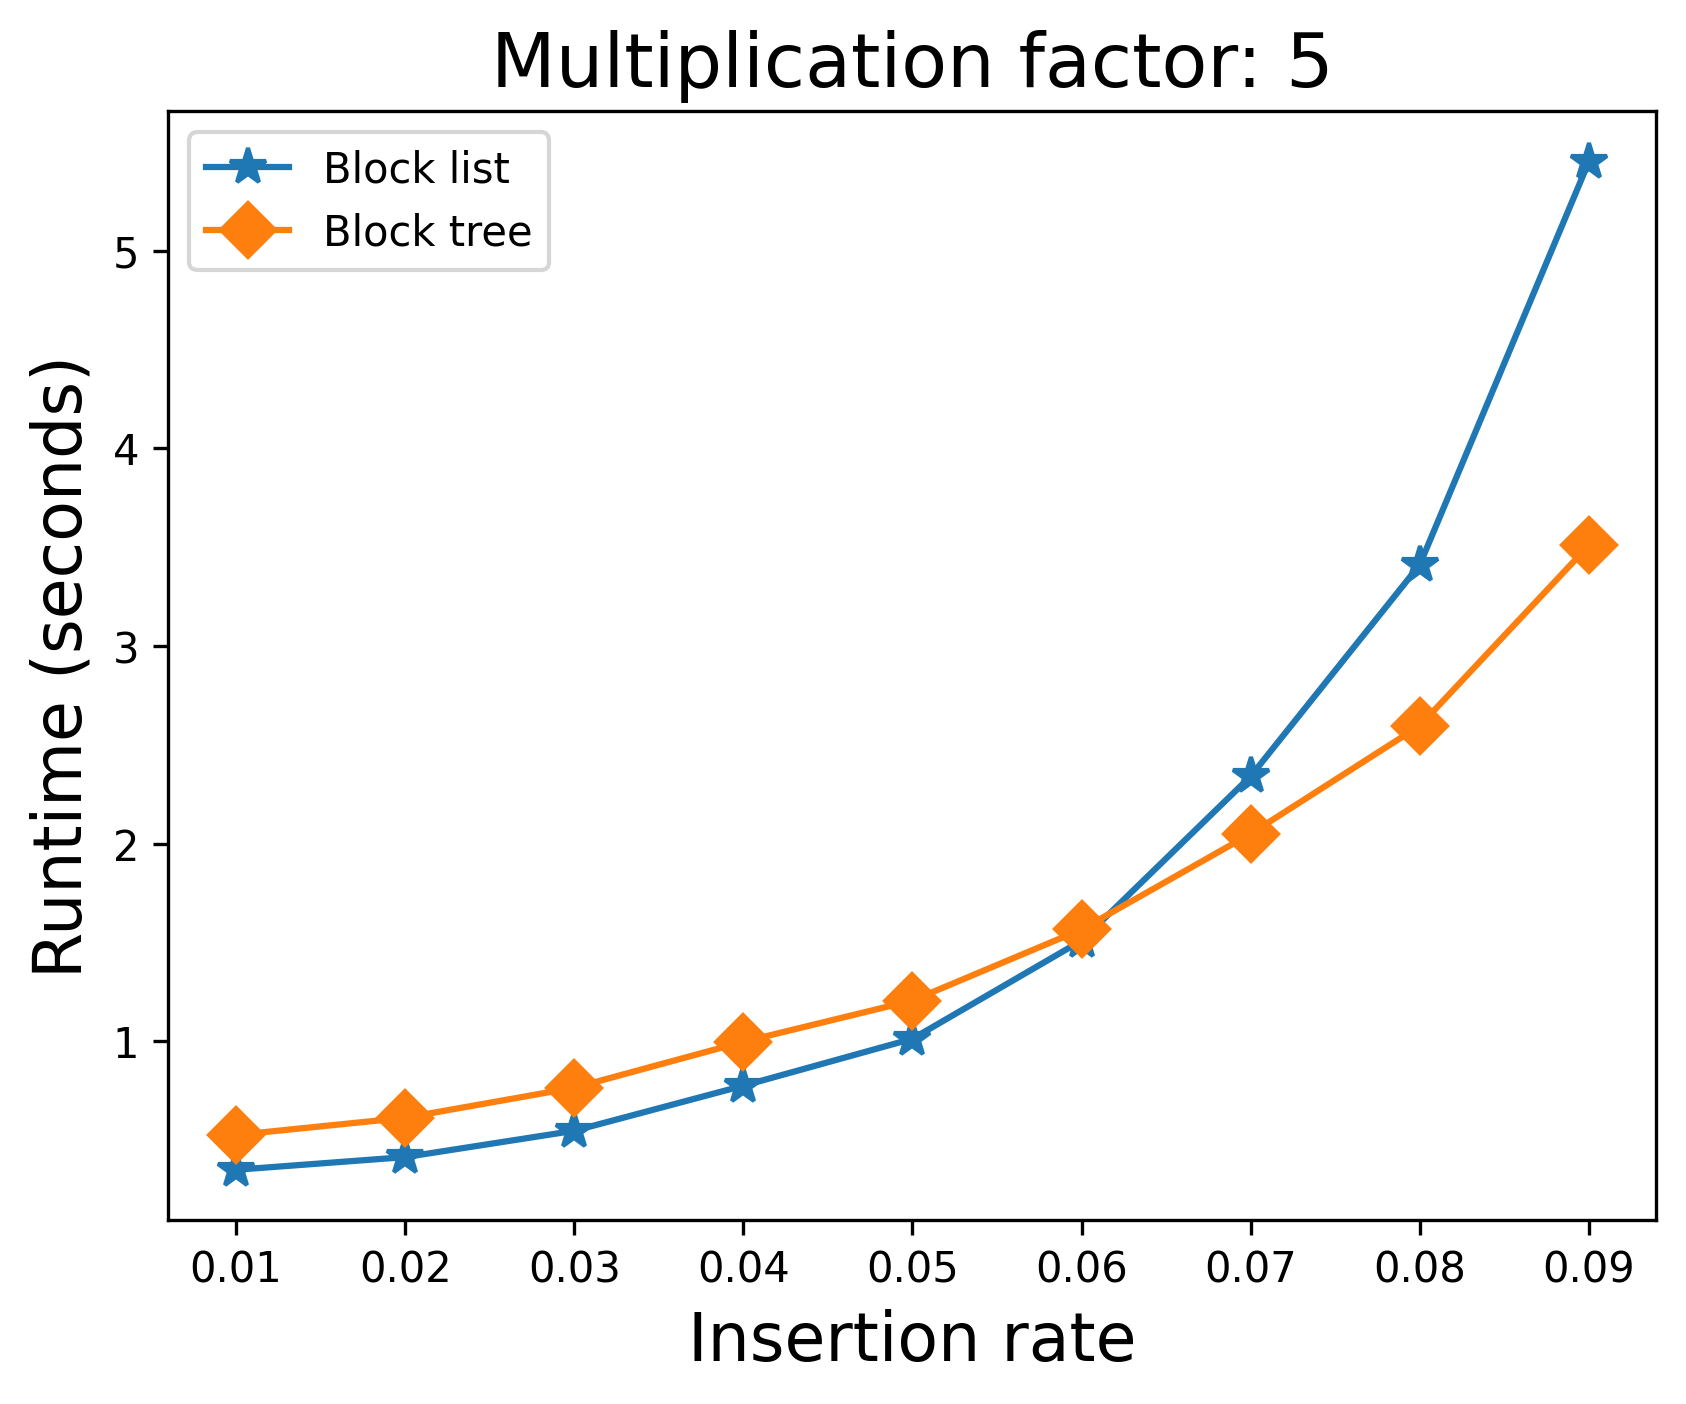 Multiplication factor: 5
Block list
Block tree
Runtime (seconds)
5
4
3
2
1
0.01 0.02 0.03 0.04 0.05 0.06 0.07 0.08 0.09
Insertion rate